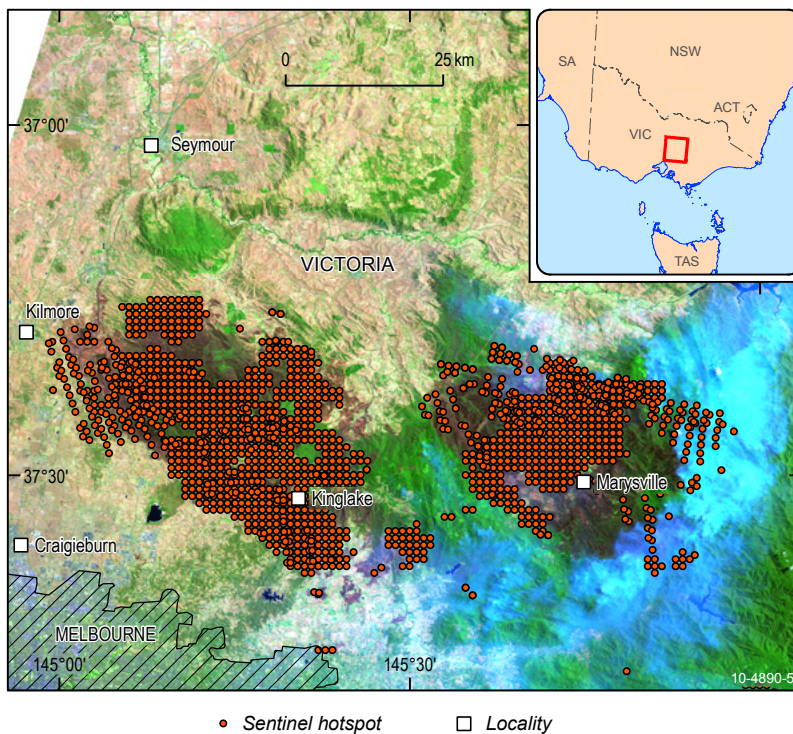 0
25 km
37°00'
Seymour
SA
NSW
ACT
VIC
TAS
VICTORIA
Kilmore
37°30'
Marysville
Kinglake
Craigieburn
MELBOURNE
145°00'
145°30'
10-4890-5
Sentinel hotspot
Locality